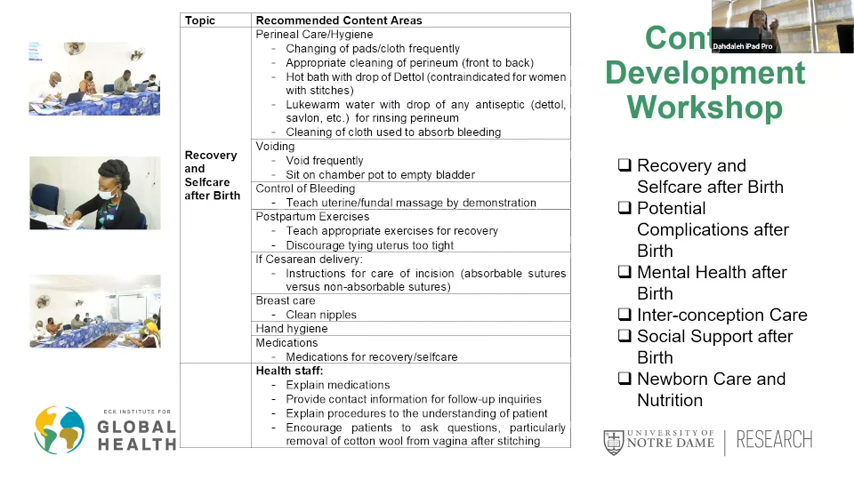 Topic
Recommended Content Areas
Recovery
and
Selfcare
after Birth
Perineal Care/Hygiene
- Changing of pads/cloth frequently
- Appropriate cleaning of perineum (front to back)
- Hot bath with drop of Dettol (contraindicated for women
with stitches)
- Lukewarm water with drop of any antiseptic (dettol,
savlon, etc.) for rinsing perineum
- Cleaning of cloth used to absorb bleeding
Voiding
- Void frequently
- Sit on chamber pot to empty bladder
Control of Bleeding
- Teach uterine/fundal massage by demonstration
Postpartum Exercises
- Teach appropriate exercises for recovery
- Discourage tying uterus too tight
If Cesarean delivery:
- Instructions for care of incision (absorbable sutures
versus non-absorbable sutures)
Breast care
- Clean nipples
Hand hygiene
Medications
- Medications for recovery/selfcare
Health staff:
- Explain medications
- Provide contact information for follow-up inquiries
- Explain procedures to the understanding of patient
- Encourage patients to ask questions, particularly
removal of cotton wool from vagina after stitching
Dahdaleh iPad Pro
Development
Workshop
❑ Recovery and
Selfcare after Birth
❑ Potential
Complications after
Birth
❑ Mental Health after
Birth
❑ Inter-conception Care
❑ Social Support after
Birth
❑ Newborn Care and
Nutrition
ECK INSTITUTE FOR
GLOBAL
HEALTH
UNIVERSITY OF
NOTRE DAME
RESEARCH